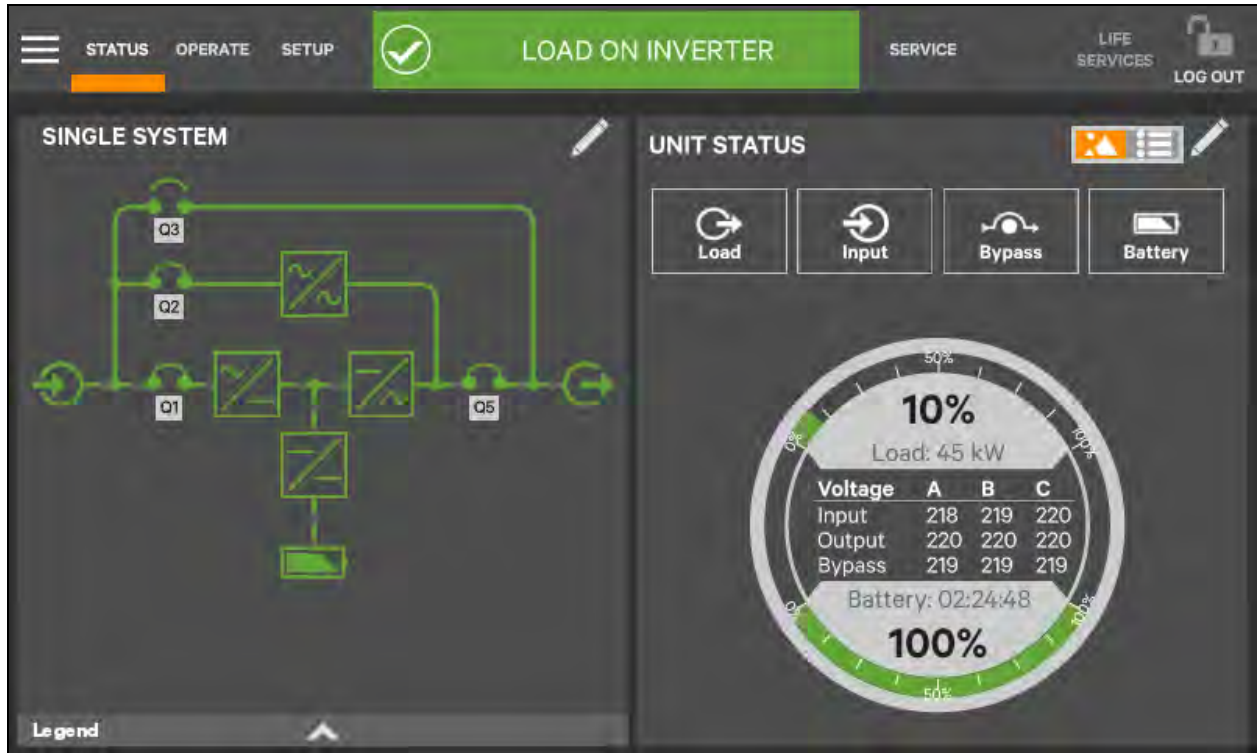 STATUS OPERATE SETUP LOAD ON INVERTER SERVICE LIFE SERVICES LOG OUT
SINGLE SYSTEM
Q3
Q2
Q1 Q5
Legend
UNIT STATUS
Load Input Bypass Battery
50%
0% 100%
10%
Load: 45 kW
Voltage A B C
Input 218 219 220
Output 220 220 220
Bypass 219 219 219
Battery: 02:24:48
100%
0% 100%
50%